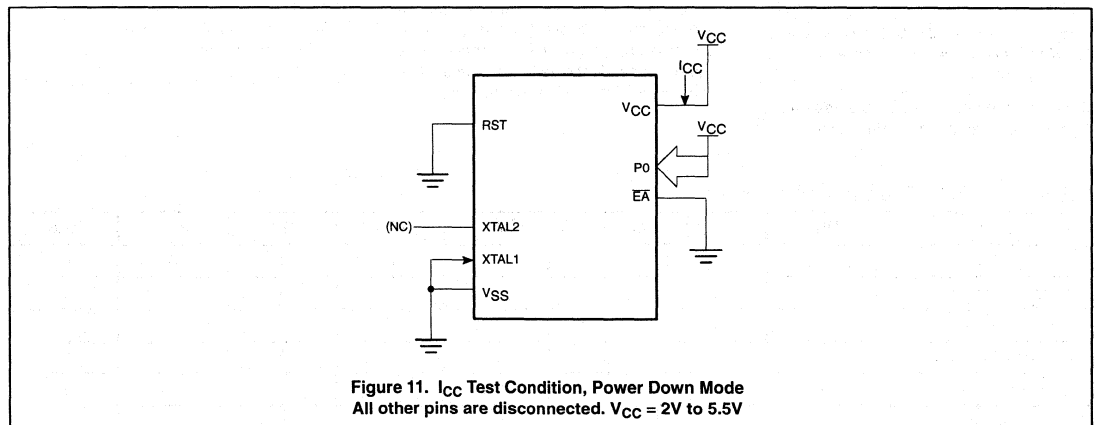 VCC
ICC
VCC
RST
VCC
P0
EA
(NC)
XTAL2
XTAL1
VSS
Figure 11. ICC Test Condition, Power Down Mode
All other pins are disconnected. VCC = 2V to 5.5V